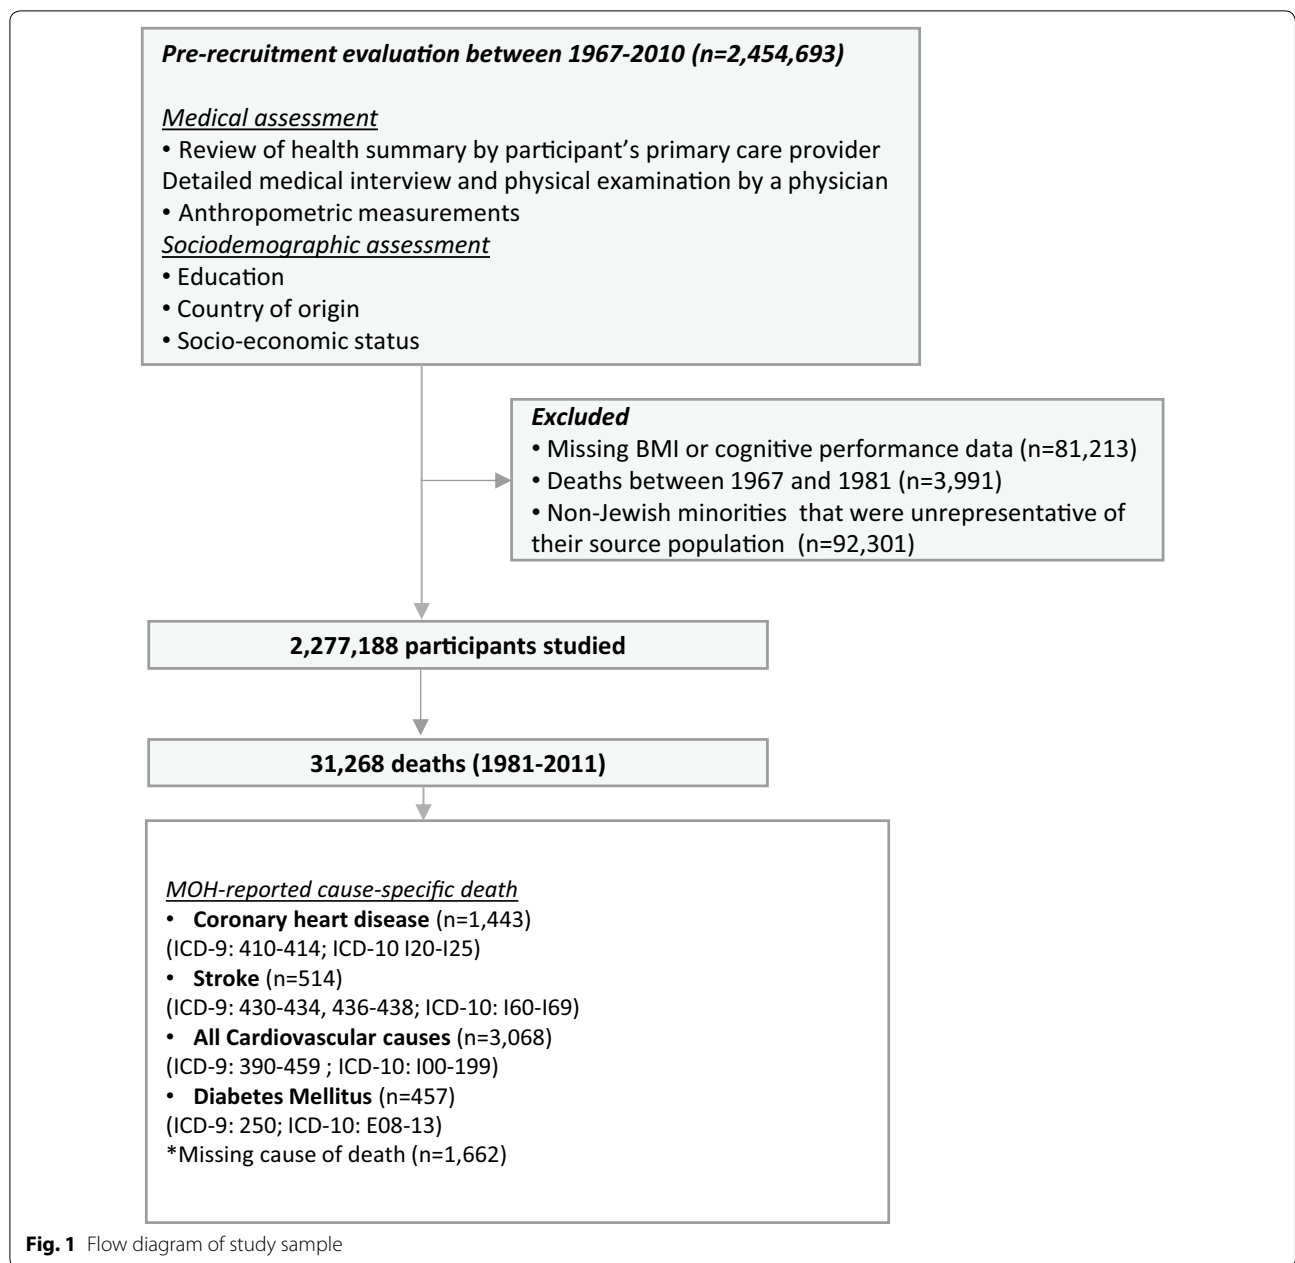 Pre-recruitment evaluation between 1967-2010 (n=2,454,693)
Medical assessment
• Review of health summary by participant's primary care provider
Detailed medical interview and physical examination by a physician
• Anthropometric measurements
Sociodemographic assessment
• Education
• Country of origin
• Socio-economic status
Excluded
• Missing BMI or cognitive performance data (n=81,213)
• Deaths between 1967 and 1981 (n=3,991)
• Non-Jewish minorities that were unrepresentative of
their source population (n=92,301)
2,277,188 participants studied
31,268 deaths (1981-2011)
MOH-reported cause-specific death
• Coronary heart disease (n=1,443)
(ICD-9: 410-414; ICD-10 I20-I25)
• Stroke (n=514)
(ICD-9: 430-434, 436-438; ICD-10: I60-I69)
• All Cardiovascular causes (n=3,068)
(ICD-9: 390-459 ; ICD-10: I00-199)
• Diabetes Mellitus (n=457)
(ICD-9: 250; ICD-10: E08-13)
*Missing cause of death (n=1,662)
Fig. 1 Flow diagram of study sample